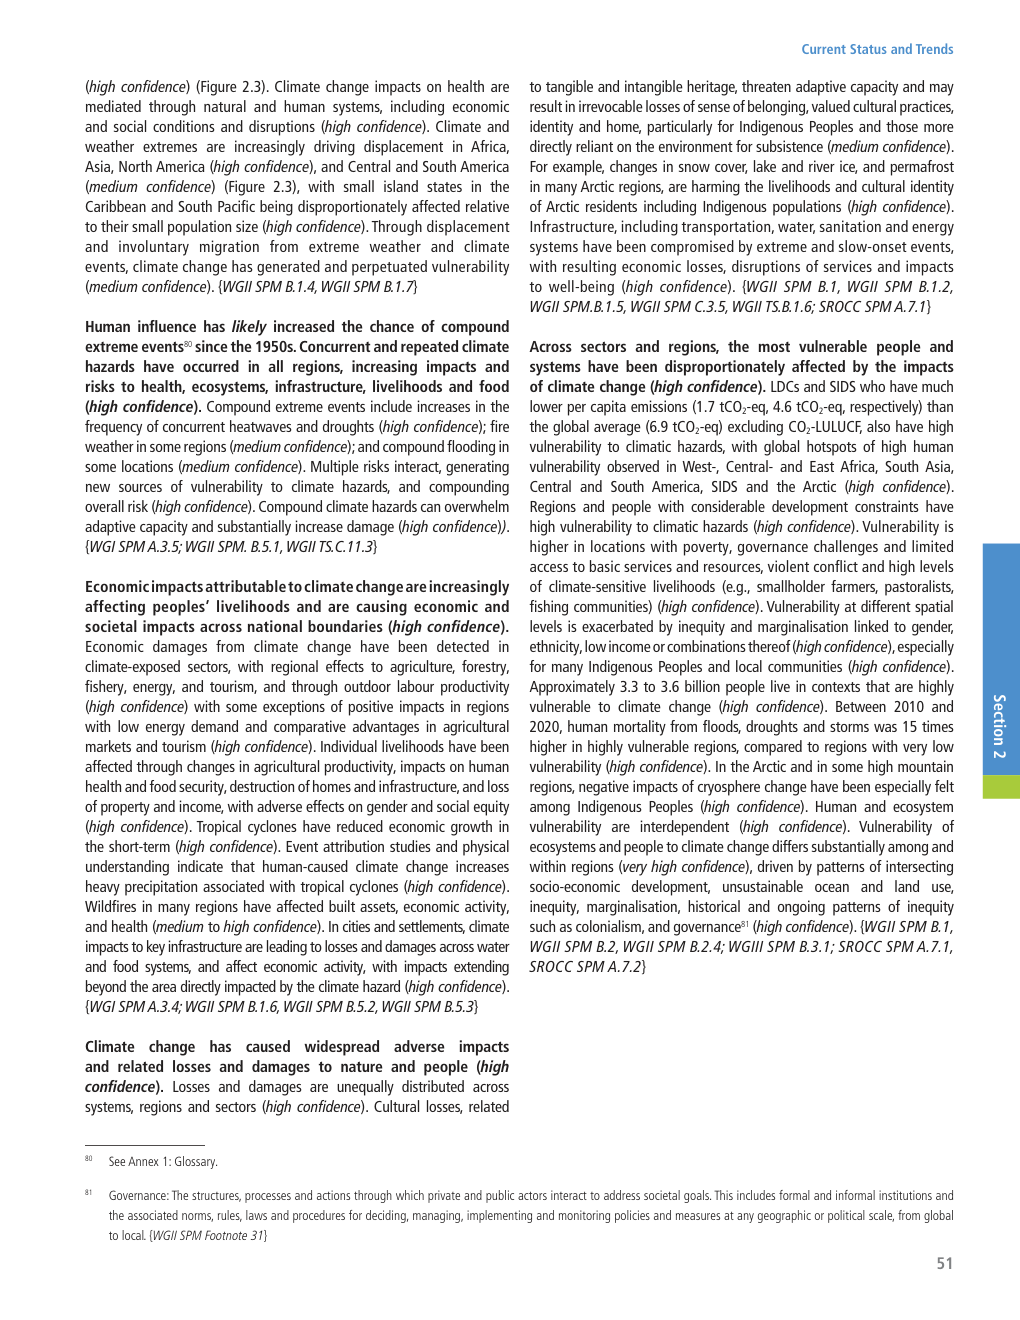 Current Status and Trends
(high confidence) (Figure 2.3). Climate change impacts on health are
mediated through natural and human systems, including economic
and social conditions and disruptions (high confidence). Climate and
weather extremes are increasingly driving displacement in Africa,
Asia, North America (high confidence), and Central and South America
(medium confidence) (Figure 2.3), with small island states in the
Caribbean and South Pacific being disproportionately affected relative
to their small population size (high confidence). Through displacement
and involuntary migration from extreme weather and climate
events, climate change has generated and perpetuated vulnerability
(medium confidence). {WGII SPM B.1.4, WGII SPM B.1.7}
Human influence has likely increased the chance of compound
extreme events80 since the 1950s. Concurrent and repeated climate
hazards have occurred in all regions, increasing impacts and
risks to health, ecosystems, infrastructure, livelihoods and food
(high confidence). Compound extreme events include increases in the
frequency of concurrent heatwaves and droughts (high confidence); fire
weather in some regions (medium confidence); and compound flooding in
some locations (medium confidence). Multiple risks interact, generating
new sources of vulnerability to climate hazards, and compounding
overall risk (high confidence). Compound climate hazards can overwhelm
adaptive capacity and substantially increase damage (high confidence)).
{WGI SPM A.3.5; WGII SPM. B.5.1, WGII TS.C.11.3}
Economic impacts attributable to climate change are increasingly
affecting peoples’ livelihoods and are causing economic and
societal impacts across national boundaries (high confidence).
Economic damages from climate change have been detected in
climate-exposed sectors, with regional effects to agriculture, forestry,
fishery, energy, and tourism, and through outdoor labour productivity
(high confidence) with some exceptions of positive impacts in regions
with low energy demand and comparative advantages in agricultural
markets and tourism (high confidence). Individual livelihoods have been
affected through changes in agricultural productivity, impacts on human
health and food security, destruction of homes and infrastructure, and loss
of property and income, with adverse effects on gender and social equity
(high confidence). Tropical cyclones have reduced economic growth in
the short-term (high confidence). Event attribution studies and physical
understanding indicate that human-caused climate change increases
heavy precipitation associated with tropical cyclones (high confidence).
Wildfires in many regions have affected built assets, economic activity,
and health (medium to high confidence). In cities and settlements, climate
impacts to key infrastructure are leading to losses and damages across water
and food systems, and affect economic activity, with impacts extending
beyond the area directly impacted by the climate hazard (high confidence).
{WGI SPM A.3.4; WGII SPM B.1.6, WGII SPM B.5.2, WGII SPM B.5.3}
Climate change has caused widespread adverse impacts
and related losses and damages to nature and people (high
confidence). Losses and damages are unequally distributed across
systems, regions and sectors (high confidence). Cultural losses, related
to tangible and intangible heritage, threaten adaptive capacity and may
result in irrevocable losses of sense of belonging, valued cultural practices,
identity and home, particularly for Indigenous Peoples and those more
directly reliant on the environment for subsistence (medium confidence).
For example, changes in snow cover, lake and river ice, and permafrost
in many Arctic regions, are harming the livelihoods and cultural identity
of Arctic residents including Indigenous populations (high confidence).
Infrastructure, including transportation, water, sanitation and energy
systems have been compromised by extreme and slow-onset events,
with resulting economic losses, disruptions of services and impacts
to well-being (high confidence). {WGII SPM B.1, WGII SPM B.1.2,
WGII SPM.B.1.5, WGII SPM C.3.5, WGII TS.B.1.6; SROCC SPM A.7.1}
Across sectors and regions, the most vulnerable people and
systems have been disproportionately affected by the impacts
of climate change (high confidence). LDCs and SIDS who have much
lower per capita emissions (1.7 tCO2-eq, 4.6 tCO2-eq, respectively) than
the global average (6.9 tCO2-eq) excluding CO2-LULUCF, also have high
vulnerability to climatic hazards, with global hotspots of high human
vulnerability observed in West-, Central- and East Africa, South Asia,
Central and South America, SIDS and the Arctic (high confidence).
Regions and people with considerable development constraints have
high vulnerability to climatic hazards (high confidence). Vulnerability is
higher in locations with poverty, governance challenges and limited
access to basic services and resources, violent conflict and high levels
of climate-sensitive livelihoods (e.g., smallholder farmers, pastoralists,
fishing communities) (high confidence). Vulnerability at different spatial
levels is exacerbated by inequity and marginalisation linked to gender,
ethnicity, low income or combinations thereof (high confidence), especially
for many Indigenous Peoples and local communities (high confidence).
Approximately 3.3 to 3.6 billion people live in contexts that are highly
vulnerable to climate change (high confidence). Between 2010 and
2020, human mortality from floods, droughts and storms was 15 times
higher in highly vulnerable regions, compared to regions with very low
vulnerability (high confidence). In the Arctic and in some high mountain
regions, negative impacts of cryosphere change have been especially felt
among Indigenous Peoples (high confidence). Human and ecosystem
vulnerability are interdependent (high confidence). Vulnerability of
ecosystems and people to climate change differs substantially among and
within regions (very high confidence), driven by patterns of intersecting
socio-economic development, unsustainable ocean and land use,
inequity, marginalisation, historical and ongoing patterns of inequity
such as colonialism, and governance81 (high confidence). {WGII SPM B.1,
WGII SPM B.2, WGII SPM B.2.4; WGIII SPM B.3.1; SROCC SPM A.7.1,
SROCC SPM A.7.2}
Section 2
80 See Annex 1: Glossary.
81 Governance: The structures, processes and actions through which private and public actors interact to address societal goals. This includes formal and informal institutions and
the associated norms, rules, laws and procedures for deciding, managing, implementing and monitoring policies and measures at any geographic or political scale, from global
to local. {WGII SPM Footnote 31}
51